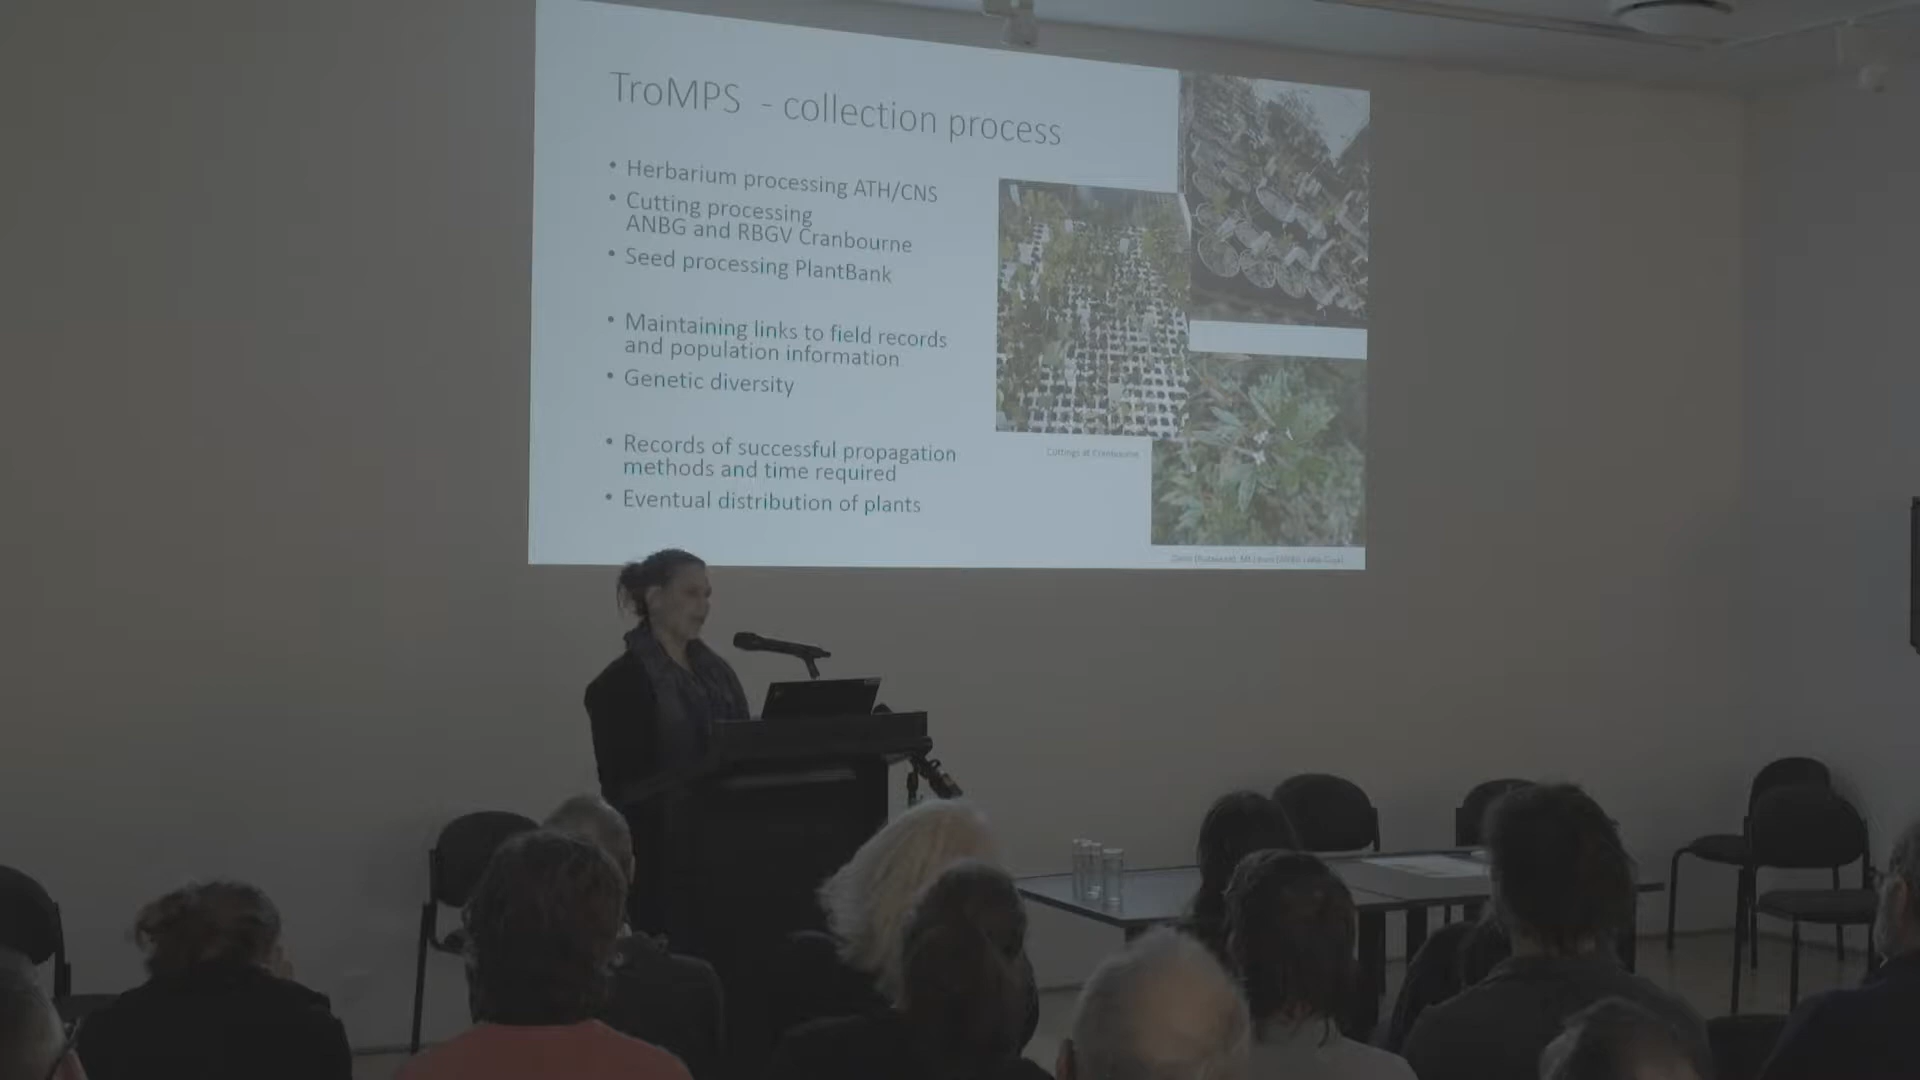 TroMPS - collection process
• Herbarium processing ATH/CNS
• Cutting processing
ANBG and RBGV Cranbourne
• Seed processing PlantBank
• Maintaining links to field records
and population information
• Genetic diversity
• Records of successful propagation
methods and time required
• Eventual distribution of plants
Cuttings at Cranbourne